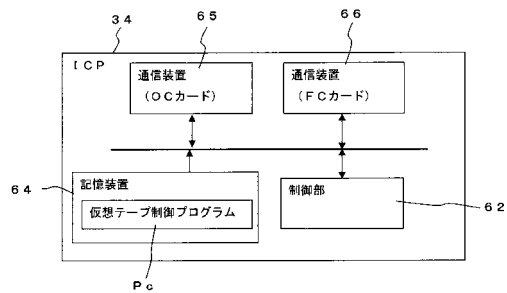 34
65
66
ICP
通信装置
(OCカード)
通信装置
(FCカード)
64
記憶装置
仮想テープ制御プログラム
制御部
62
Pc